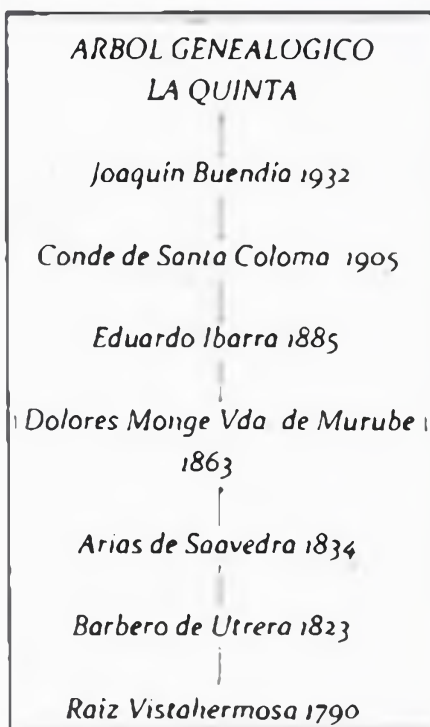 ARBOL GENEALOGICO
LA QUINTA
Joaquín Buendía 1932
Conde de Santa Coloma 1905
Eduardo Ibarra 1885
Dolores Monge Vda de Murube
1863
Arias de Saavedra 1834
Barbero de Utrera 1823
Raiz Vistahermosa 1790